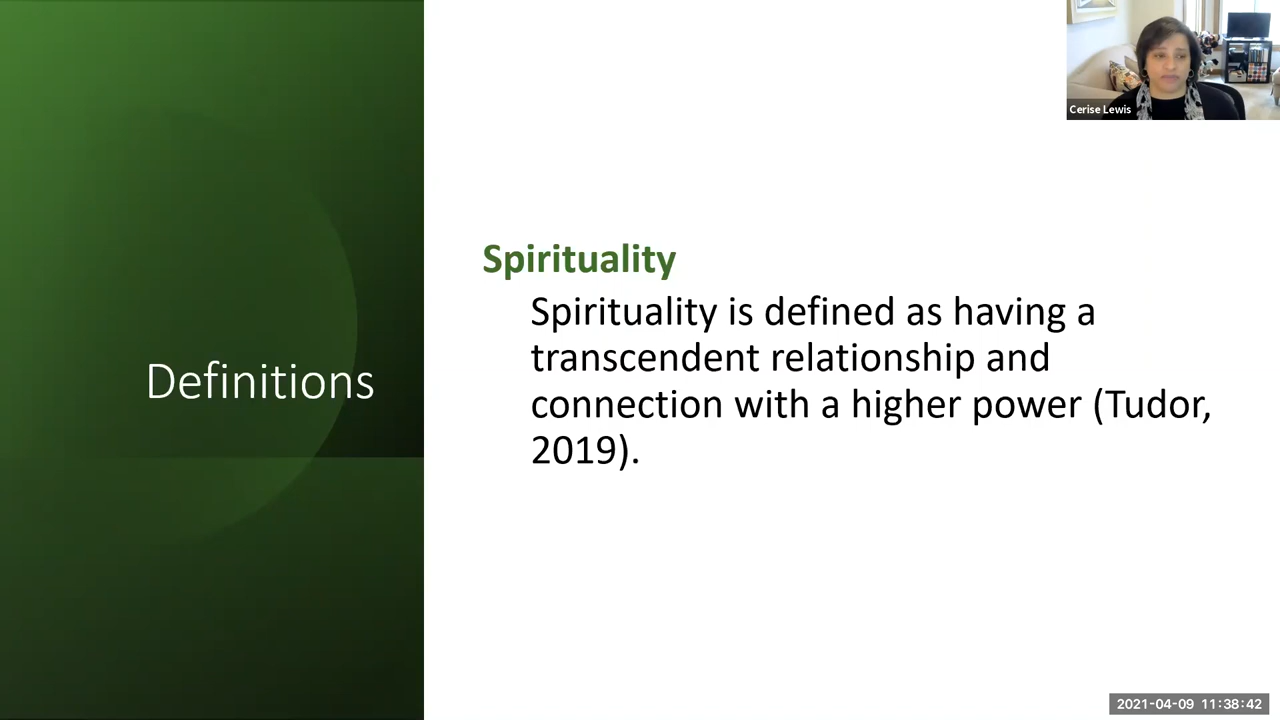 Cerise Lewis
Definitions
Spirituality
Spirituality is defined as having a
transcendent relationship and
connection with a higher power (Tudor,
2019).
2021-04-09 11:38:42